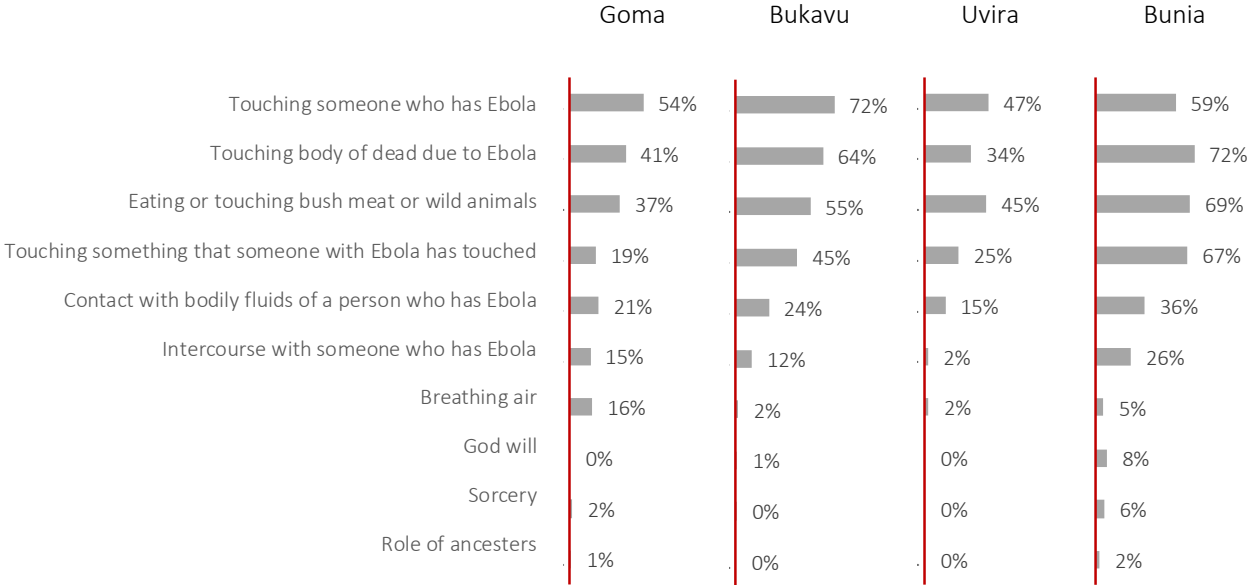 Goma Bukavu Uvira Bunia
Touching someone who has Ebola 54% 72% 47% 59%
Touching body of dead due to Ebola 41% 64% 34% 72%
Eating or touching bush meat or wild animals 37% 55% 45% 69%
Touching something that someone with Ebola has touched 19% 45% 25% 67%
Contact with bodily fluids of a person who has Ebola 21% 24% 15% 36%
Intercourse with someone who has Ebola 15% 12% 2% 26%
Breathing air 16% 2% 2% 5%
God will 0% 1% 0% 8%
Sorcery 2% 0% 0% 6%
Role of ancesters 1% 0% 0% 2%